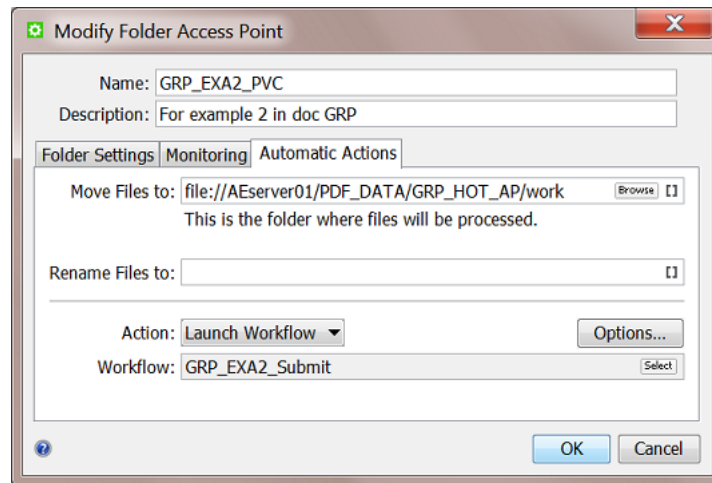 Modify Folder Access Point
X
Name: GRP_EXA2_PVC
Description: For example 2 in doc GRP
Folder Settings Monitoring Automatic Actions
Move Files to: file://AEserver01/PDF_DATA/GRP_HOT_AP/work Browse []
This is the folder where files will be processed.
Rename Files to: []
Action: Launch Workflow Options...
Workflow: GRP_EXA2_Submit Select
? OK Cancel